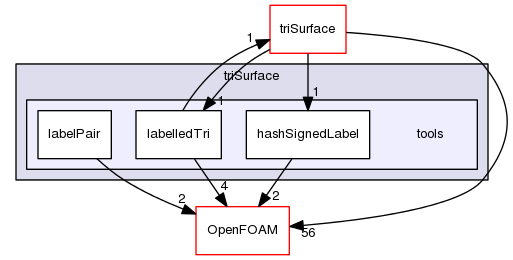 triSurface
1
triSurface
1
1
labelPair
labelledTri
hashSignedLabel
tools
2
4
2
OpenFOAM
56